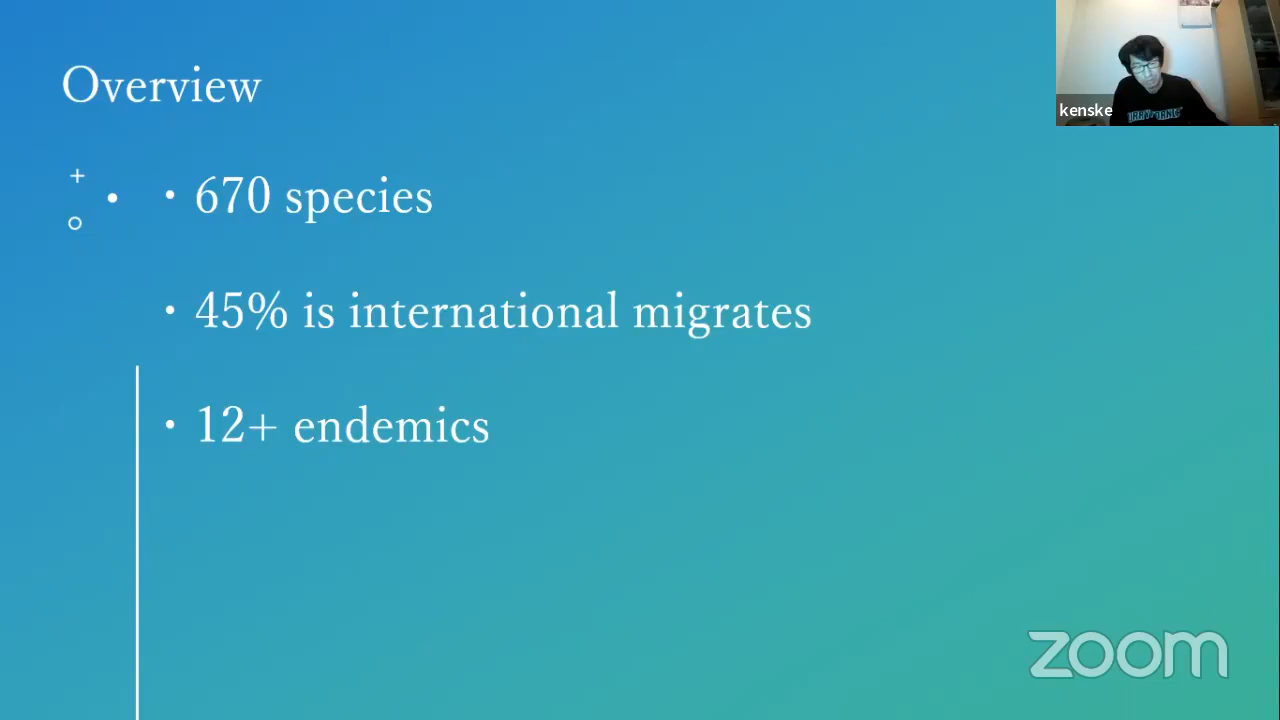 Overview
• 670 species
• 45% is international migrates
• 12+ endemics
kenske
zoom